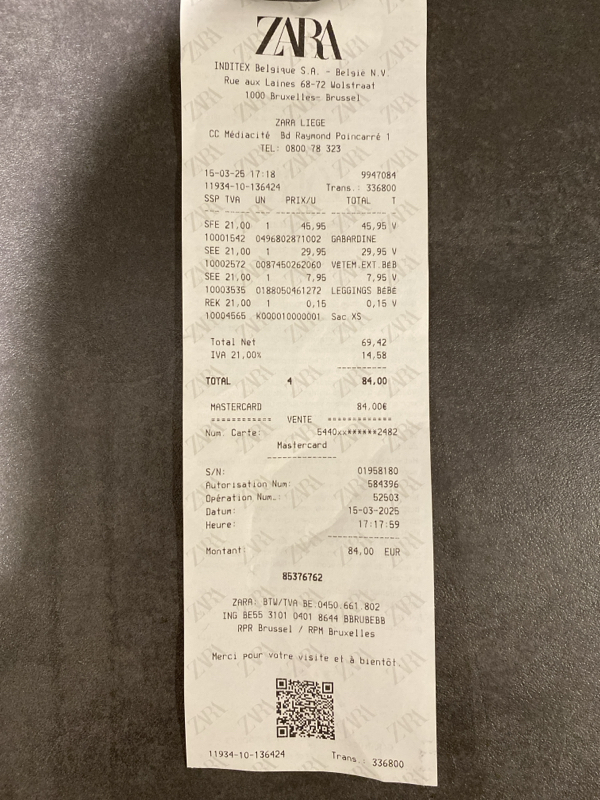 ZARA
INDITEX Belgique S.A. - België N.V.
Rue aux Laines 68-72 Wolstraat
1000 Bruxelles- Brussel
ZARA LIEGE
CC Médiacité Bd Raymond Poincarré 1
TEL: 0800 78 323
15-03-25 17:18 9947084
11934-10-136424 Trans.: 336800
SSP TVA UN PRIX/U TOTAL T
SFE 21,00 1 45,95 45,95 V
10001542 0496802871002 GABARDINE
SEE 21,00 1 29,95 29,95 V
10002572 0087450262060 VÊTEM.EXT BÉB
SEE 21,00 1 7,95 7,95 V
10003535 0188050461272 LEGGINGS BÉBÉ
REK 21,00 1 0,15 0,15 V
10004565 K000010000001 Sac XS
Total Net 69,42
IVA 21,00% 14,58
TOTAL 4 84,00
MASTERCARD 84,00€
============ VENTE =============
Num. Carte: 5440xx******2482
Mastercard
S/N: 01958180
Autorisation Num: 584396
Opération Num.: 52503
Datum: 15-03-2025
Heure: 17:17:59
Montant: 84,00 EUR
85376762
ZARA: BTW/TVA BE:0450.661.802
ING BE55 3101 0401 8644 BBRUBEBB
RPR Brussel / RPM Bruxelles
Merci pour votre visite et à bientôt.
11934-10-136424 Trans.: 336800